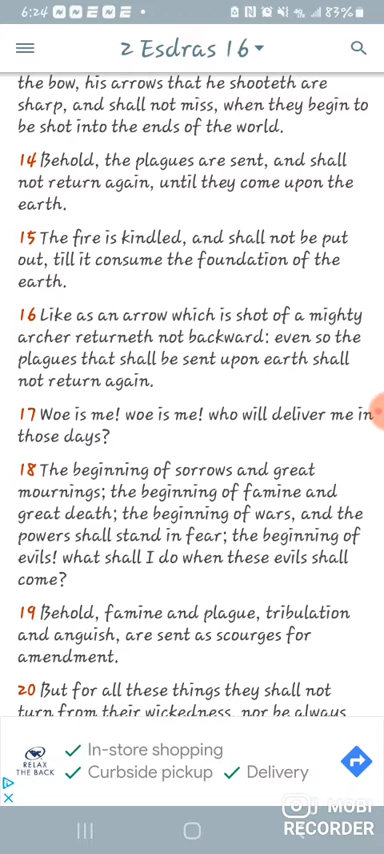 6:24
83%
2 Esdras 16
the bow, his arrows that he shooteth are
sharp, and shall not miss, when they begin to
be shot into the ends of the world.
14 Behold, the plagues are sent, and shall
not return again, until they come upon the
earth.
15 The fire is kindled, and shall not be put
out, till it consume the foundation of the
earth.
16 Like as an arrow which is shot of a mighty
archer returneth not backward: even so the
plagues that shall be sent upon earth shall
not return again.
17 Woe is me! woe is me! who will deliver me in
those days?
18 The beginning of sorrows and great
mournings; the beginning of famine and
great death; the beginning of wars, and the
powers shall stand in fear; the beginning of
evils! what shall I do when these evils shall
come?
19 Behold, famine and plague, tribulation
and anguish, are sent as scourges for
amendment.
20 But for all these things they shall not
turn from their wickedness, nor be always
RELAX
THE BACK
In-store shopping
Curbside pickup
Delivery
MOBI
RECORDER